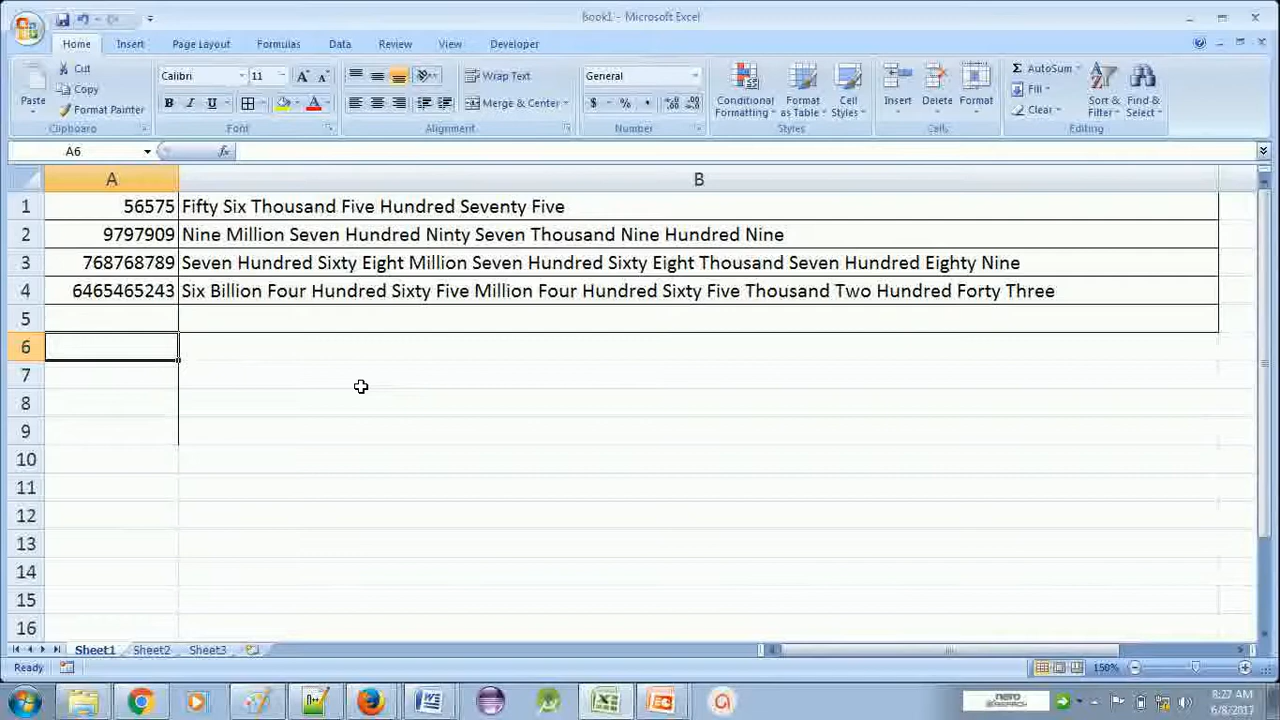 Book1 - Microsoft Excel
Home Insert Page Layout Formulas Data Review View Developer
Paste
Cut
Copy
Format Painter
Clipboard
Calibri 11
B I U
Font
Wrap Text
Merge & Center
Alignment
General
$ % ,
Number
Conditional Formatting
Format as Table
Cell Styles
Styles
Insert Delete Format
Cells
Σ AutoSum
Fill
Clear
Sort & Filter
Find & Select
Editing
A6 fx
A B
1 56575 Fifty Six Thousand Five Hundred Seventy Five
2 9797909 Nine Million Seven Hundred Ninty Seven Thousand Nine Hundred Nine
3 768768789 Seven Hundred Sixty Eight Million Seven Hundred Sixty Eight Thousand Seven Hundred Eighty Nine
4 6465465243 Six Billion Four Hundred Sixty Five Million Four Hundred Sixty Five Thousand Two Hundred Forty Three
5
6
7
8
9
10
11
12
13
14
15
16
Sheet1 Sheet2 Sheet3
Ready 150%
8:27 AM
6/8/2017